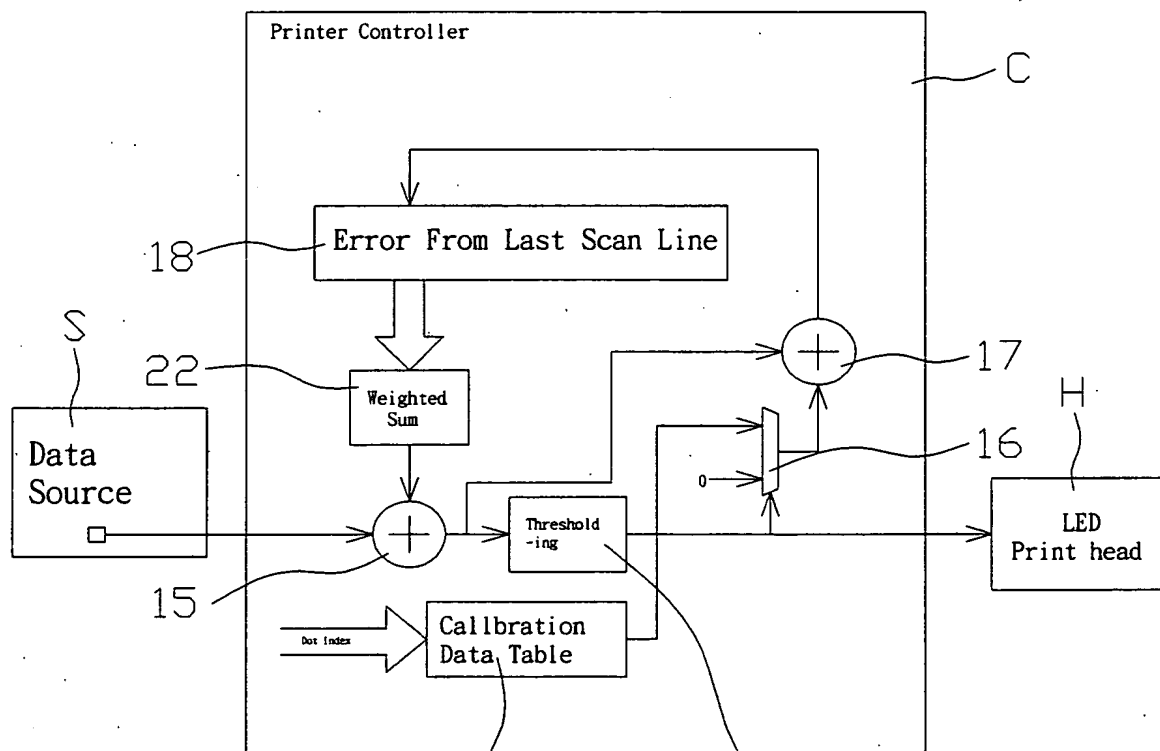 Printer Controller
C
Error From Last Scan Line
18
S
22
Weighted
Sum
17
H
16
Data
Source
0
Threshold
-ing
LED
Print head
15
Dot index
Callbration
Data Table